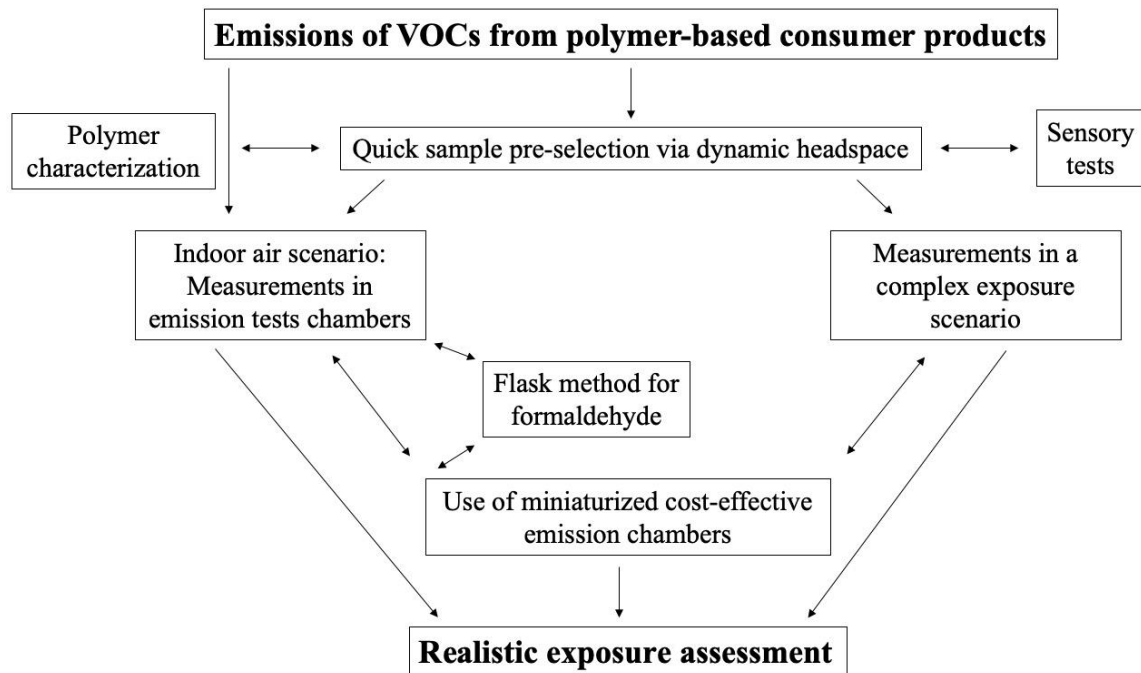 Emissions of VOCs from polymer-based consumer products
Polymer
characterization
Quick sample pre-selection via dynamic headspace
Sensory
tests
Indoor air scenario:
Measurements in
emission tests chambers
Measurements in a
complex exposure
scenario
Flask method for
formaldehyde
Use of miniaturized cost-effective
emission chambers
Realistic exposure assessment